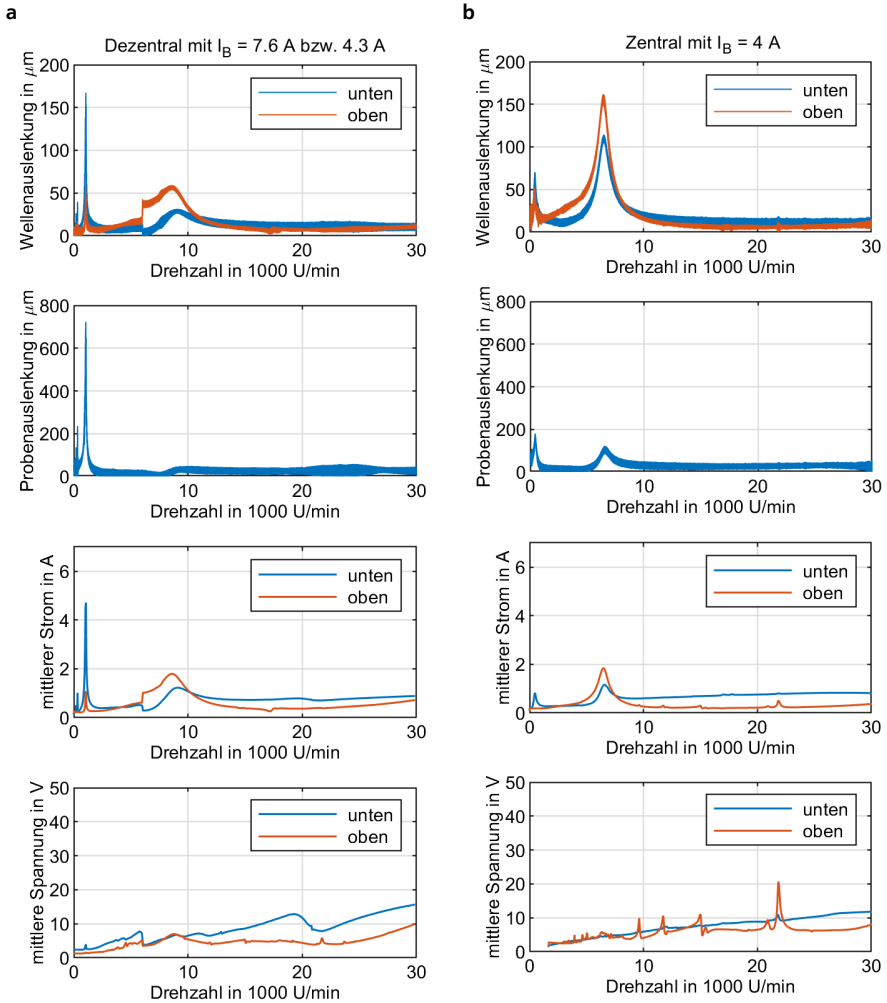 a
Dezentral mit I_B = 7.6 A bzw. 4.3 A
Wellenauslenkung in μm
200
150
100
50
0
unten
oben
0 10 20 30
Drehzahl in 1000 U/min
Probenauslenkung in μm
800
600
400
200
0
0 10 20 30
Drehzahl in 1000 U/min
mittlerer Strom in A
6
4
2
0
unten
oben
0 10 20 30
Drehzahl in 1000 U/min
mittlere Spannung in V
50
40
30
20
10
0
unten
oben
0 10 20 30
Drehzahl in 1000 U/min
b
Zentral mit I_B = 4 A
Wellenauslenkung in μm
200
150
100
50
0
unten
oben
0 10 20 30
Drehzahl in 1000 U/min
Probenauslenkung in μm
800
600
400
200
0
0 10 20 30
Drehzahl in 1000 U/min
mittlerer Strom in A
6
4
2
0
unten
oben
0 10 20 30
Drehzahl in 1000 U/min
mittlere Spannung in V
50
40
30
20
10
0
unten
oben
0 10 20 30
Drehzahl in 1000 U/min